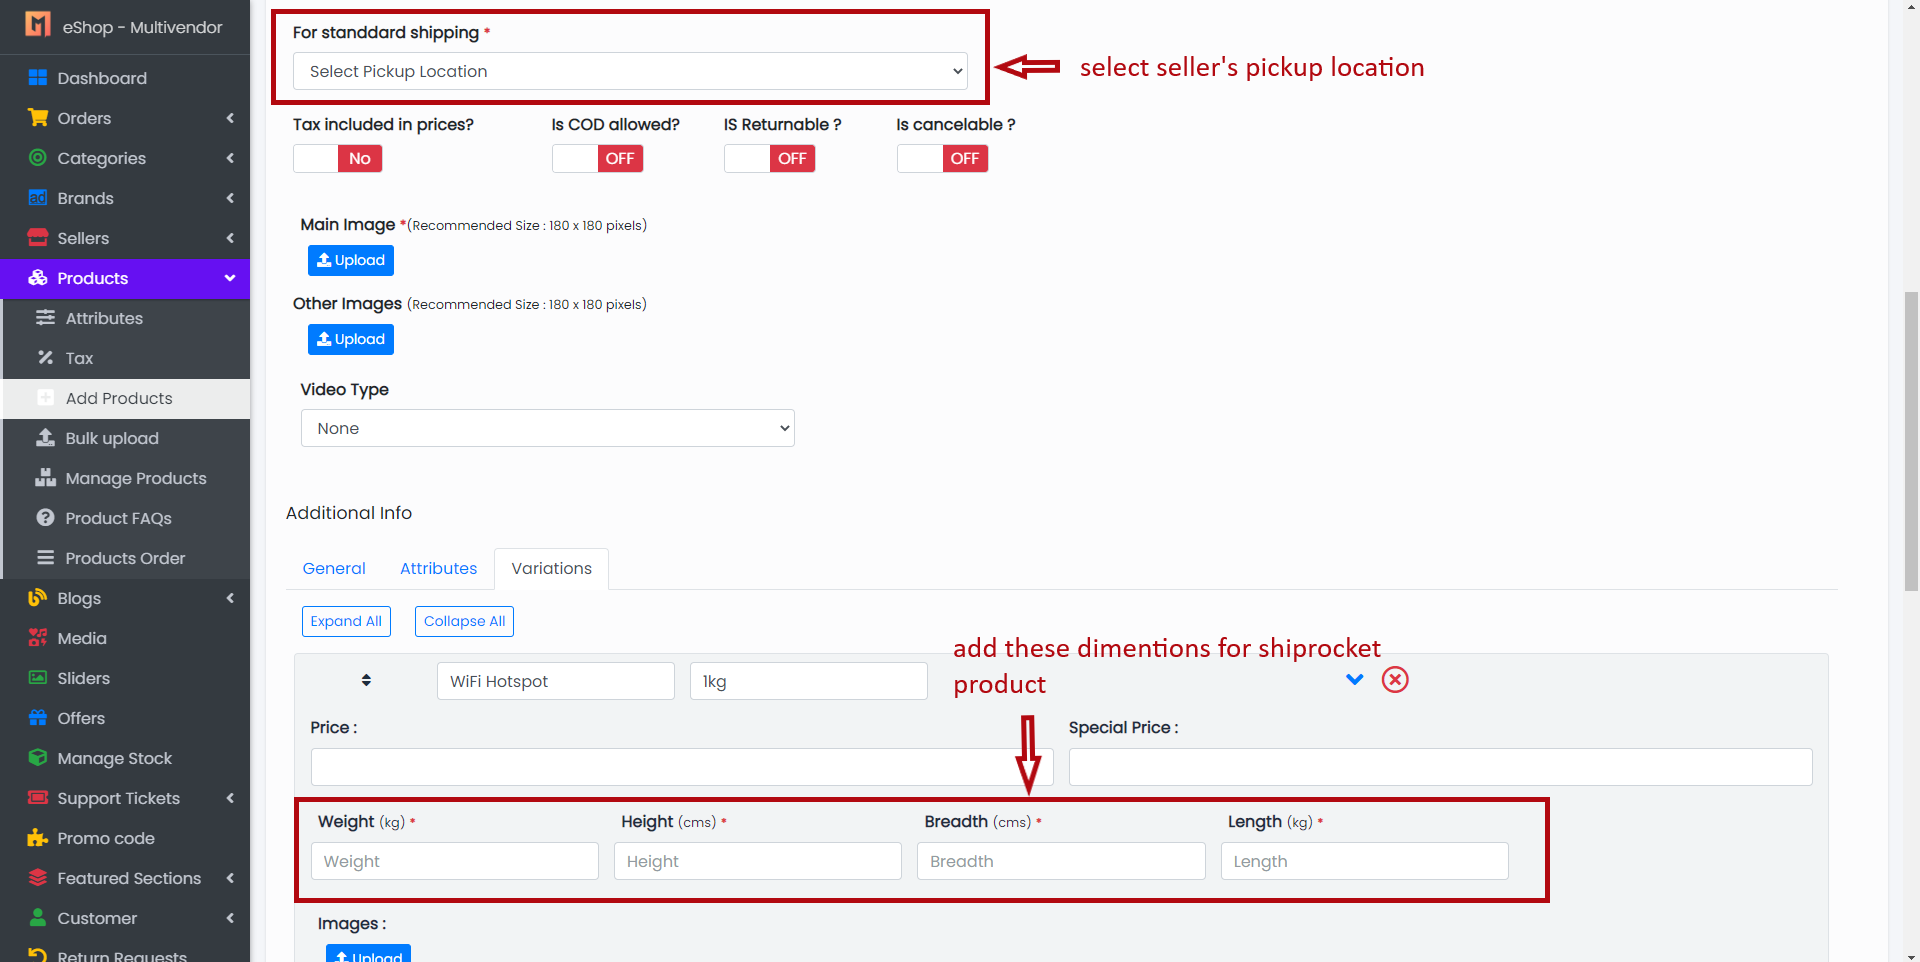 eShop - Multivendor
Dashboard
Orders
Categories
ad Brands
Sellers
Products
Attributes
Tax
Add Products
Bulk upload
Manage Products
Product FAQs
Products Order
Blogs
Media
Sliders
Offers
Manage Stock
Support Tickets
Promo code
Featured Sections
Customer
Return Requests
For standdard shipping *
Select Pickup Location
select seller's pickup location
Tax included in prices? Is COD allowed? IS Returnable ? Is cancelable ?
No OFF OFF OFF
Main Image *(Recommended Size : 180 x 180 pixels)
Upload
Other Images (Recommended Size : 180 x 180 pixels)
Upload
Video Type
None
Additional Info
General Attributes Variations
Expand All Collapse All
add these dimentions for shiprocket
product
WiFi Hotspot 1kg
Price : Special Price :
Weight (kg) * Height (cms) * Breadth (cms) * Length (kg) *
Weight Height Breadth Length
Images :
Upload